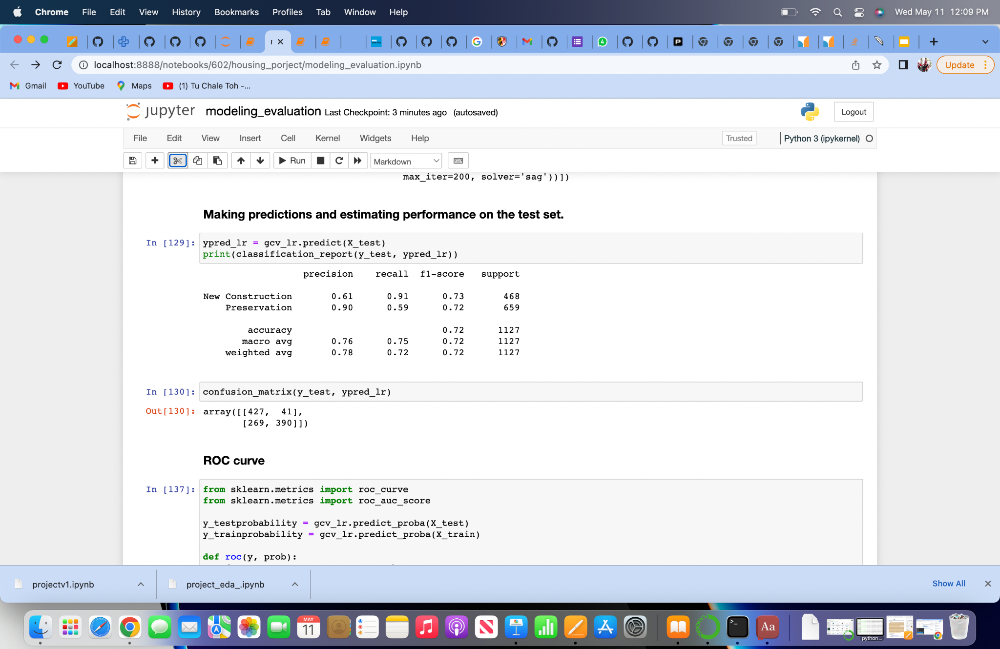 Chrome File Edit View History Bookmarks Profiles Tab Window Help Wed May 11 12:09 PM
localhost:8888/notebooks/602/housing_porject/modeling_evaluation.ipynb Update
Gmail YouTube Maps (1) Tu Chale Toh -...
jupyter modeling_evaluation Last Checkpoint: 3 minutes ago (autosaved) Logout
File Edit View Insert Cell Kernel Widgets Help Trusted Python 3 (ipykernel)
Run Markdown
max_iter=200, solver='sag'))])
Making predictions and estimating performance on the test set.
In [129]: ypred_lr = gcv_lr.predict(X_test)
print(classification_report(y_test, ypred_lr))
precision recall f1-score support
New Construction 0.61 0.91 0.73 468
Preservation 0.90 0.59 0.72 659
accuracy 0.72 1127
macro avg 0.76 0.75 0.72 1127
weighted avg 0.78 0.72 0.72 1127
In [130]: confusion_matrix(y_test, ypred_lr)
Out[130]: array([[427, 41],
[269, 390]])
ROC curve
In [137]: from sklearn.metrics import roc_curve
from sklearn.metrics import roc_auc_score
y_testprobability = gcv_lr.predict_proba(X_test)
y_trainprobability = gcv_lr.predict_proba(X_train)
def roc(y, prob):
projectv1.ipynb project_eda_.ipynb Show All
MAY
11
Aa
python...